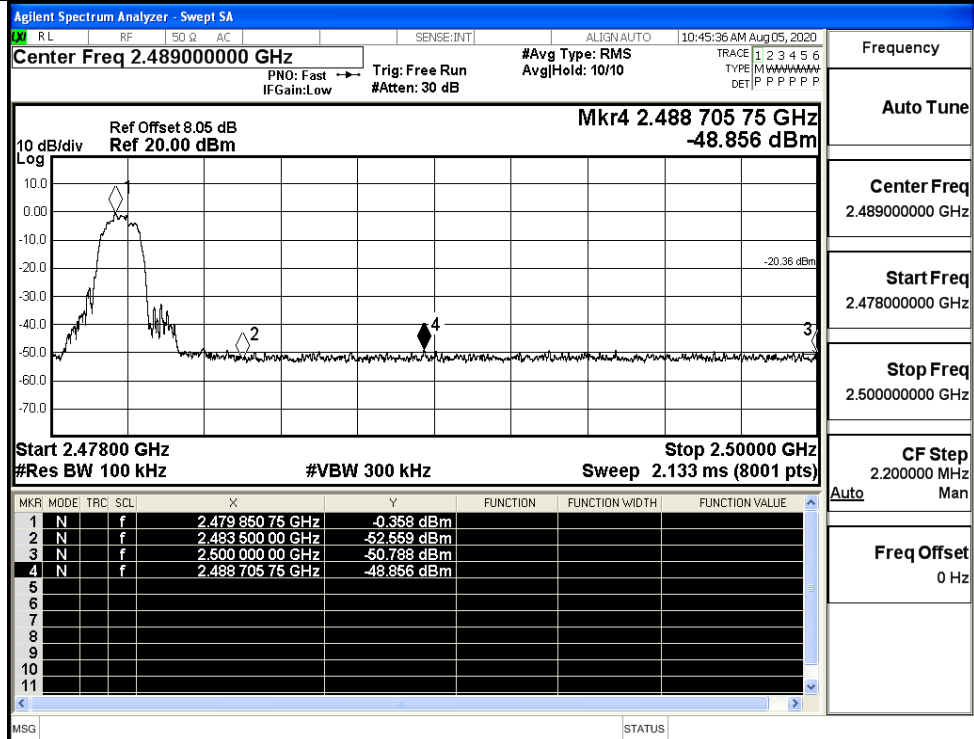 Agilent Spectrum Analyzer - Swept SA
LXI RL RF 50 Ω AC SENSE:INT ALIGN AUTO 10:45:36 AM Aug 05, 2020
Center Freq 2.489000000 GHz
PNO: Fast
IFGain:Low
Trig: Free Run
#Atten: 30 dB
#Avg Type: RMS
Avg|Hold: 10/10
TRACE 1 2 3 4 5 6
TYPE M WWWWW
DET P P P P P P
Mkr4 2.488 705 75 GHz
-48.856 dBm
Ref Offset 8.05 dB
10 dB/div Ref 20.00 dBm
Log
10.0
0.00
-10.0
-20.0
-30.0
-40.0
-50.0
-60.0
-70.0
1
2
4
3
-20.36 dBm
Start 2.47800 GHz Stop 2.50000 GHz
#Res BW 100 kHz #VBW 300 kHz Sweep 2.133 ms (8001 pts)
MKR MODE TRC SCL X Y FUNCTION FUNCTION WIDTH FUNCTION VALUE
1 N f 2.479 850 75 GHz -0.358 dBm
2 N f 2.483 500 00 GHz -52.559 dBm
3 N f 2.500 000 00 GHz -50.788 dBm
4 N f 2.488 705 75 GHz -48.856 dBm
5
6
7
8
9
10
11
MSG STATUS
Frequency
Auto Tune
Center Freq
2.489000000 GHz
Start Freq
2.478000000 GHz
Stop Freq
2.500000000 GHz
CF Step
2.200000 MHz
Auto Man
Freq Offset
0 Hz